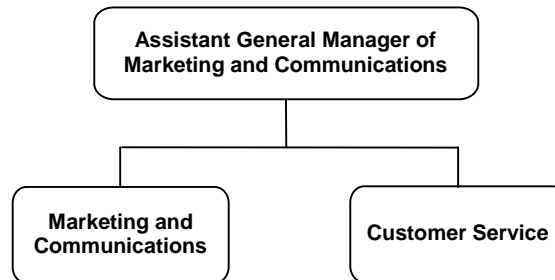 Assistant General Manager of
Marketing and Communications
Marketing and
Communications
Customer Service